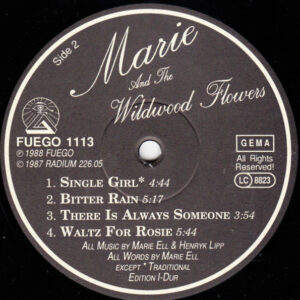 Side 2
Marie
And The
Wildwood Flowers
FUEGO 1113
℗ 1988 FUEGO
© 1987 RADIUM 226.05
GEMA
All Rights
Reserved!
LC 8823
1. SINGLE GIRL* 4:44
2. BITTER RAIN 5:17
3. THERE IS ALWAYS SOMEONE 3:54
4. WALTZ FOR ROSIE 5:44
ALL MUSIC BY MARIE ELL & HENRYK LIPP
ALL WORDS BY MARIE ELL
EXCEPT * TRADITIONAL
EDITION I-DUR